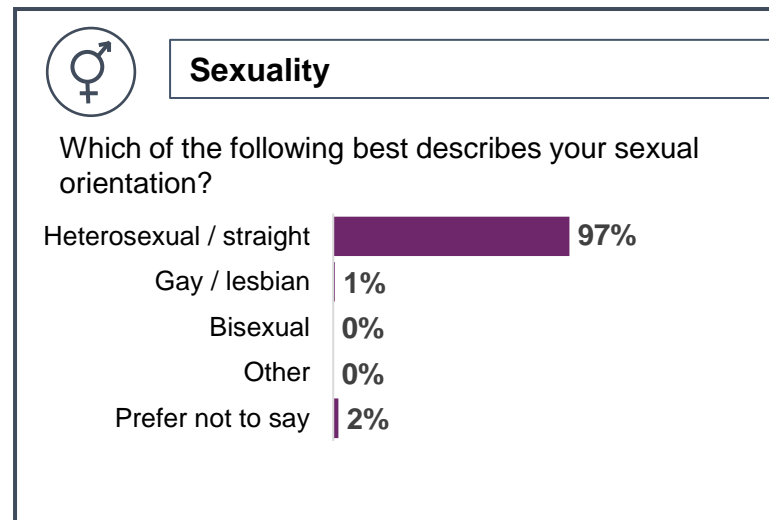 Sexuality
Which of the following best describes your sexual
orientation?
Heterosexual / straight 97%
Gay / lesbian 1%
Bisexual 0%
Other 0%
Prefer not to say 2%